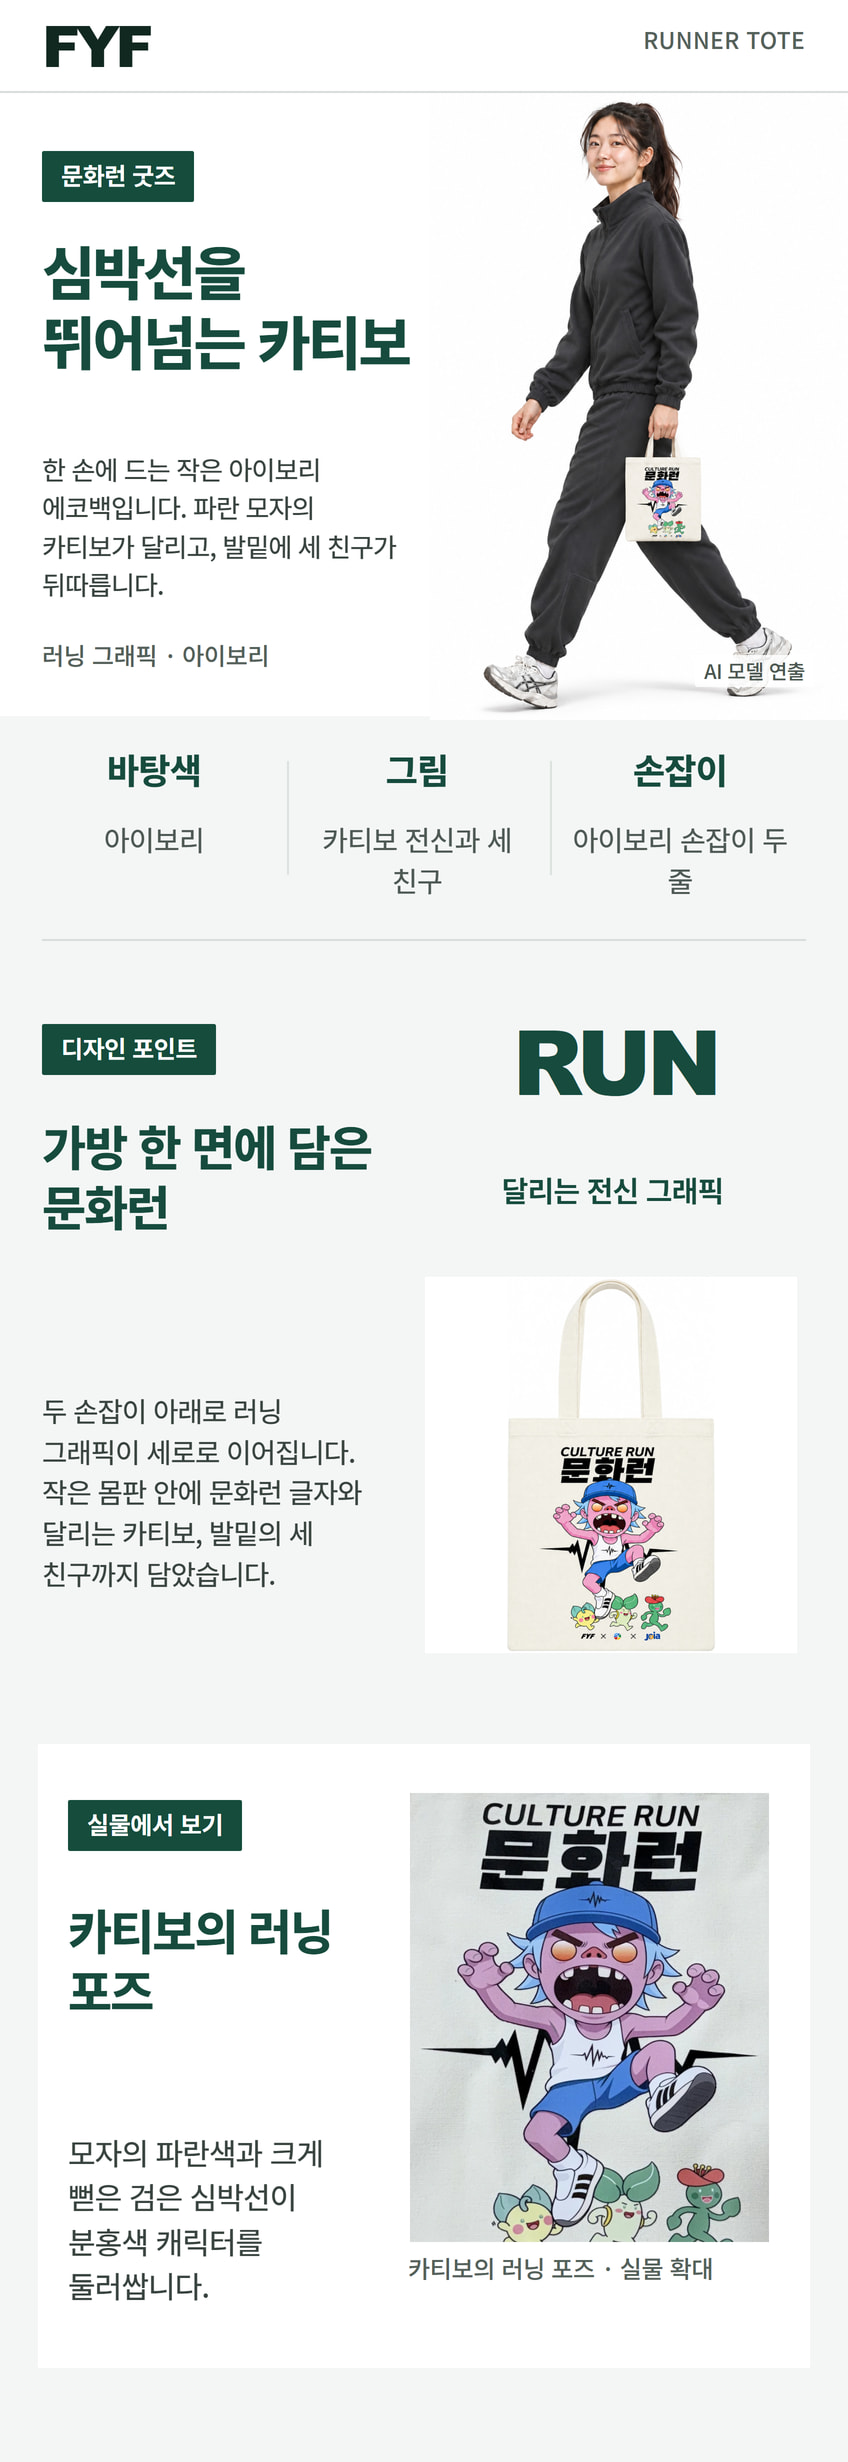 FYF
RUNNER TOTE
문화런 굿즈
심박선을
뛰어넘는 카티보
한 손에 드는 작은 아이보리
에코백입니다. 파란 모자의
카티보가 달리고, 발밑에 세 친구가
뒤따릅니다.
러닝 그래픽 · 아이보리
CULTURE RUN
문화런
AI 모델 연출
바탕색
그림
손잡이
아이보리
카티보 전신과 세
친구
아이보리 손잡이 두
줄
디자인 포인트
가방 한 면에 담은
문화런
RUN
달리는 전신 그래픽
두 손잡이 아래로 러닝
그래픽이 세로로 이어집니다.
작은 몸판 안에 문화런 글자와
달리는 카티보, 발밑의 세
친구까지 담았습니다.
CULTURE RUN
문화런
FYF × × joia
실물에서 보기
카티보의 러닝
포즈
모자의 파란색과 크게
뻗은 검은 심박선이
분홍색 캐릭터를
둘러쌉니다.
CULTURE RUN
문화런
카티보의 러닝 포즈 · 실물 확대